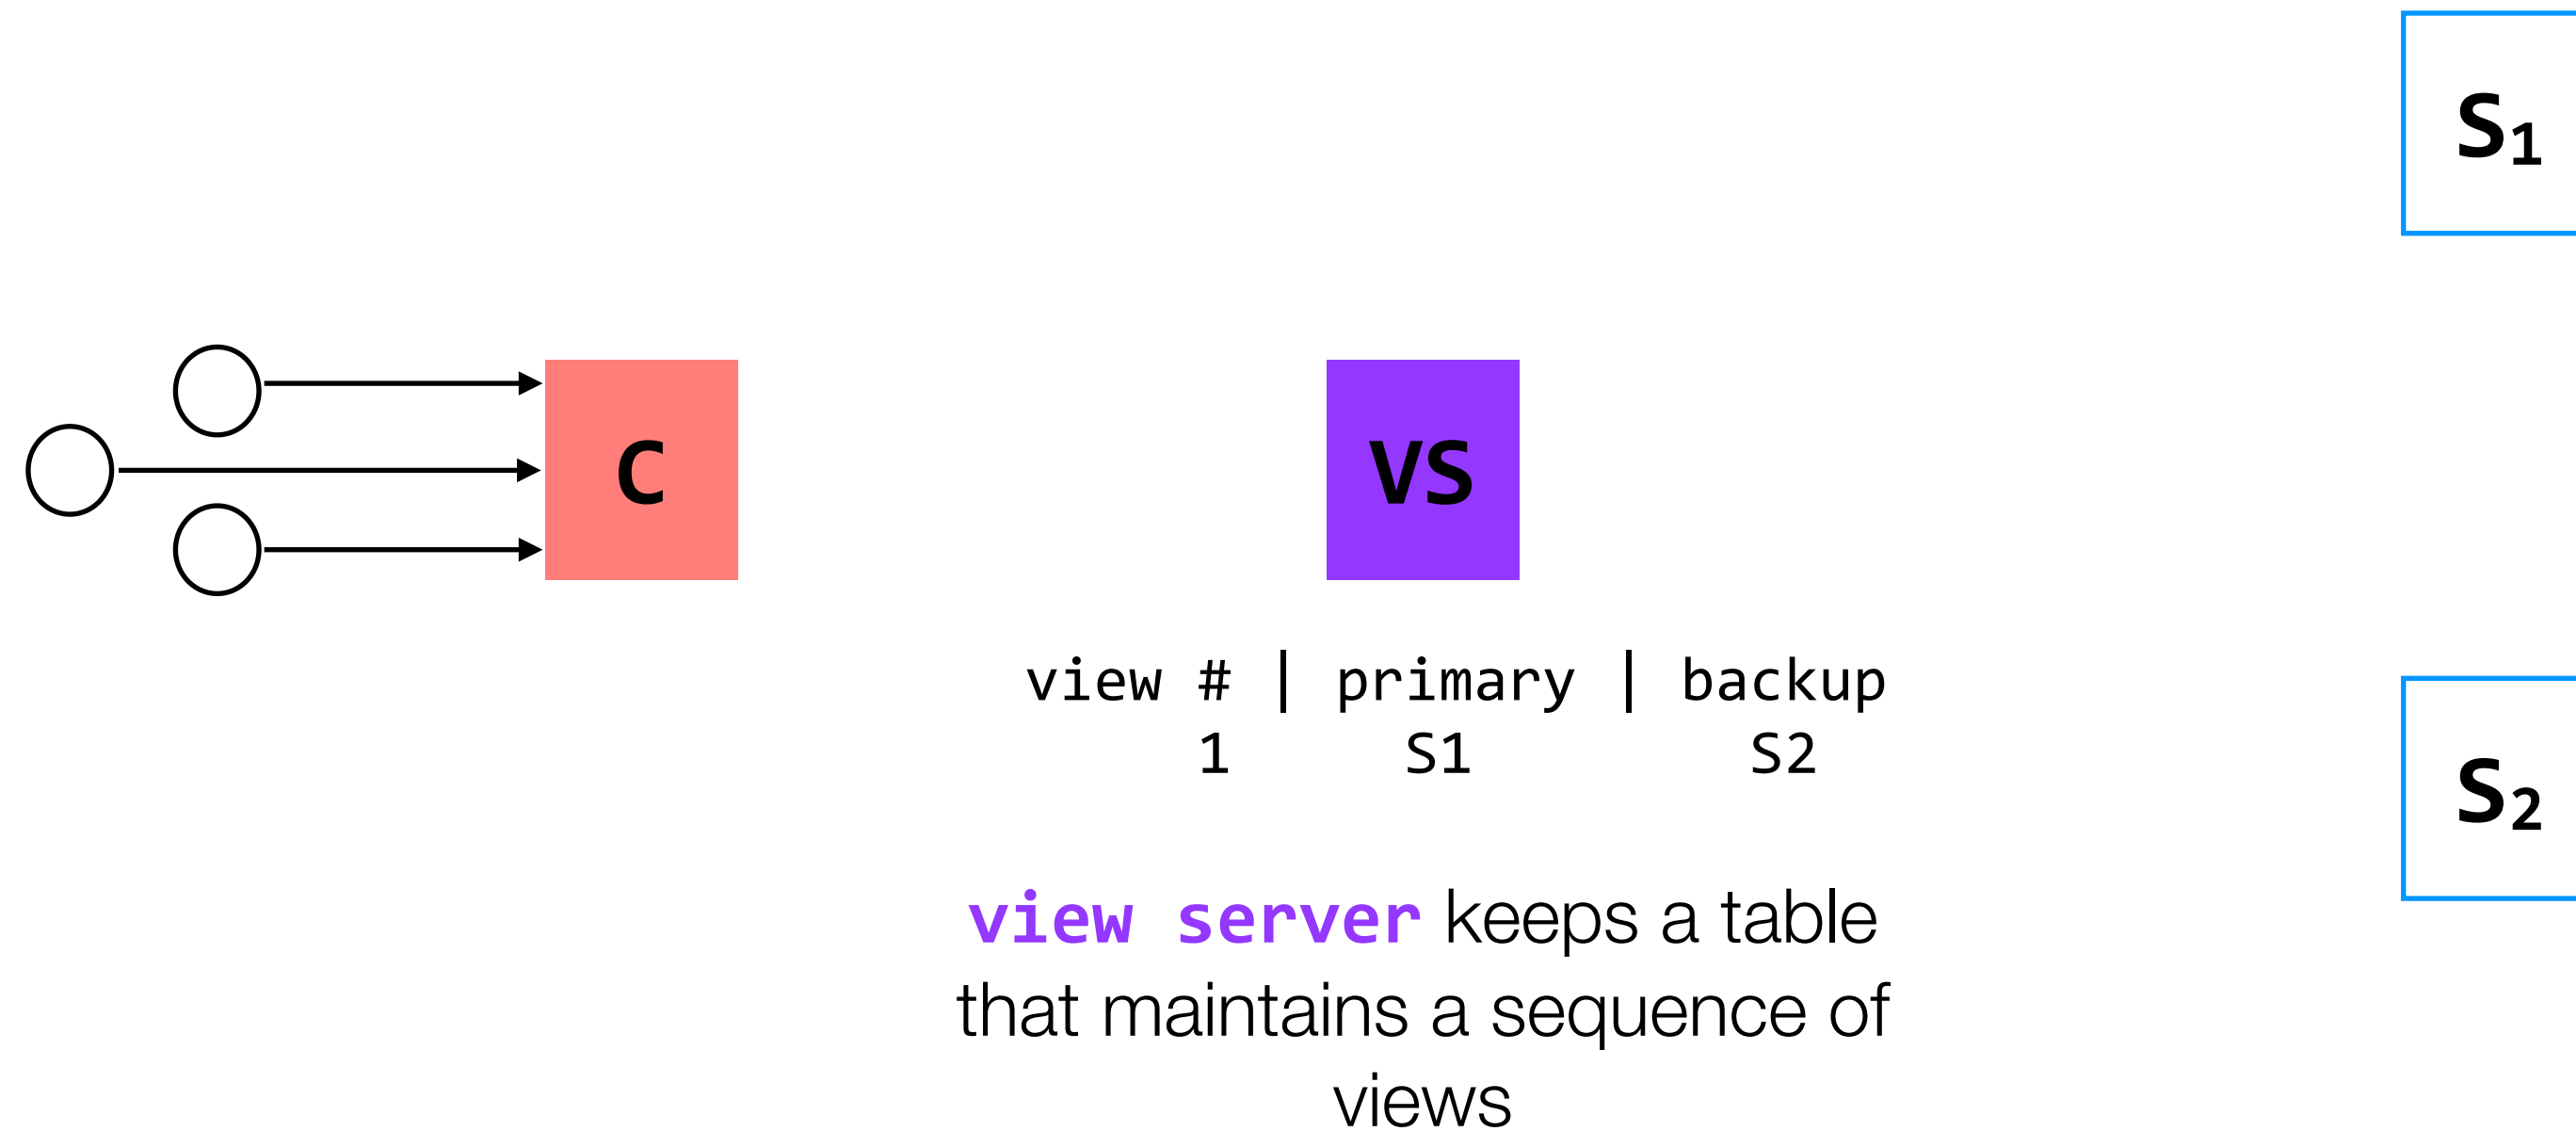 S₁
C
VS
view # | primary | backup
1 S1 S2
S₂
view server keeps a table
that maintains a sequence of
views